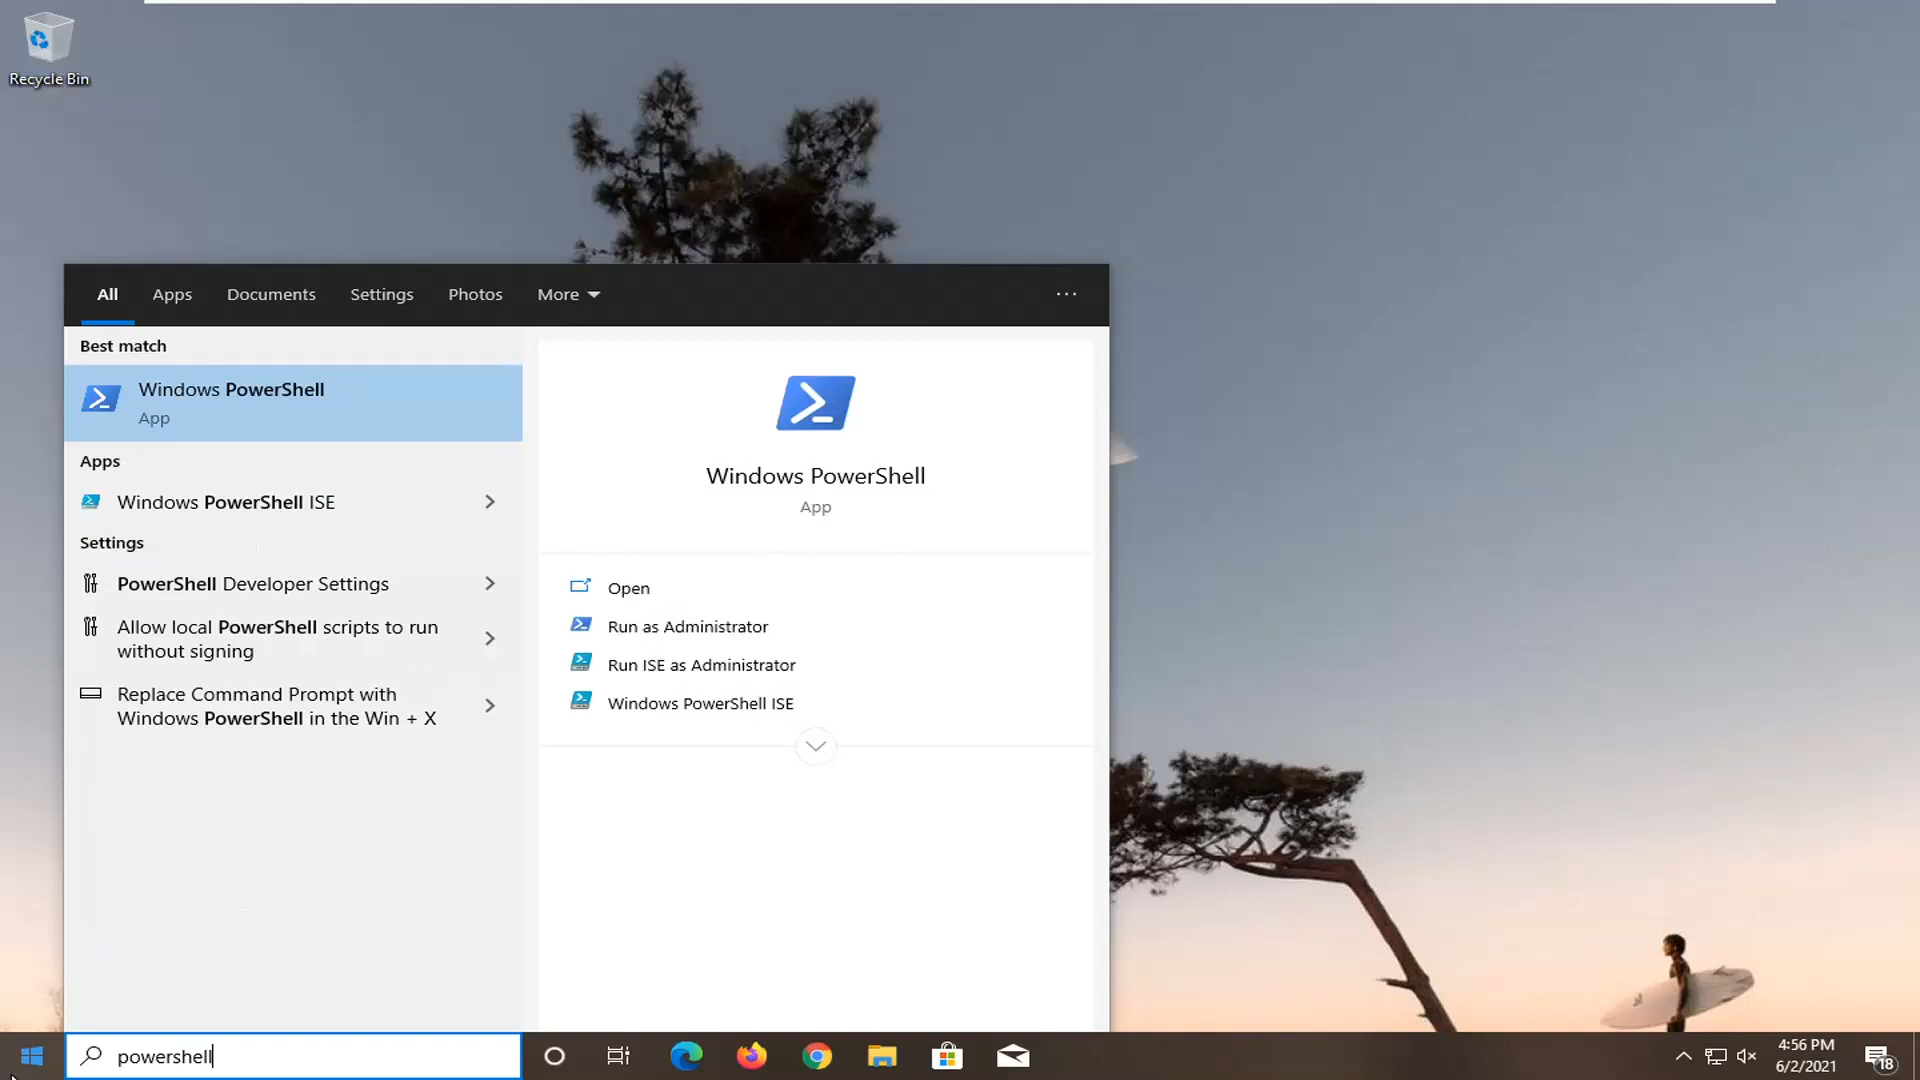 Recycle Bin
All Apps Documents Settings Photos More ...
Best match
Windows PowerShell
App
Apps
Windows PowerShell ISE
Settings
PowerShell Developer Settings
Allow local PowerShell scripts to run
without signing
Replace Command Prompt with
Windows PowerShell in the Win + X
Windows PowerShell
App
Open
Run as Administrator
Run ISE as Administrator
Windows PowerShell ISE
powershell
4:56 PM
6/2/2021
18